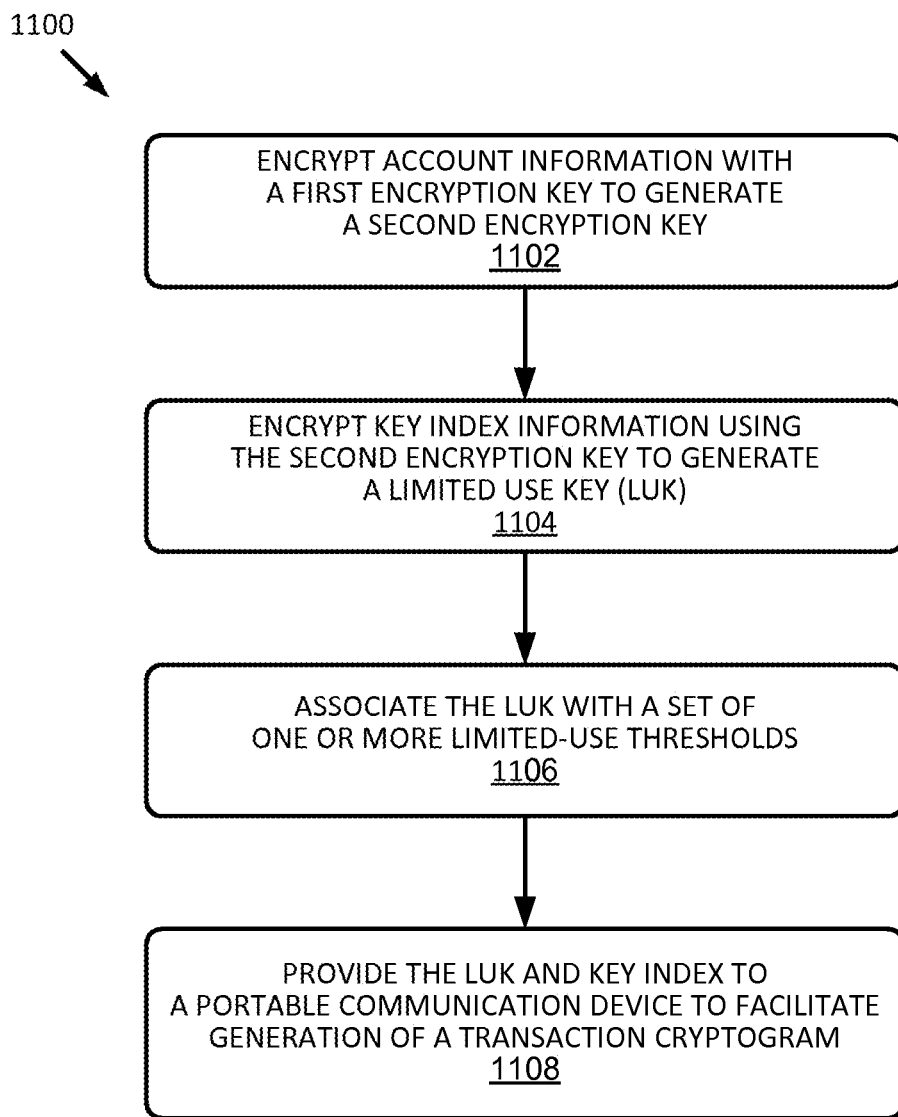 1100
ENCRYPT ACCOUNT INFORMATION WITH
A FIRST ENCRYPTION KEY TO GENERATE
A SECOND ENCRYPTION KEY
1102
ENCRYPT KEY INDEX INFORMATION USING
THE SECOND ENCRYPTION KEY TO GENERATE
A LIMITED USE KEY (LUK)
1104
ASSOCIATE THE LUK WITH A SET OF
ONE OR MORE LIMITED-USE THRESHOLDS
1106
PROVIDE THE LUK AND KEY INDEX TO
A PORTABLE COMMUNICATION DEVICE TO FACILITATE
GENERATION OF A TRANSACTION CRYPTOGRAM
1108